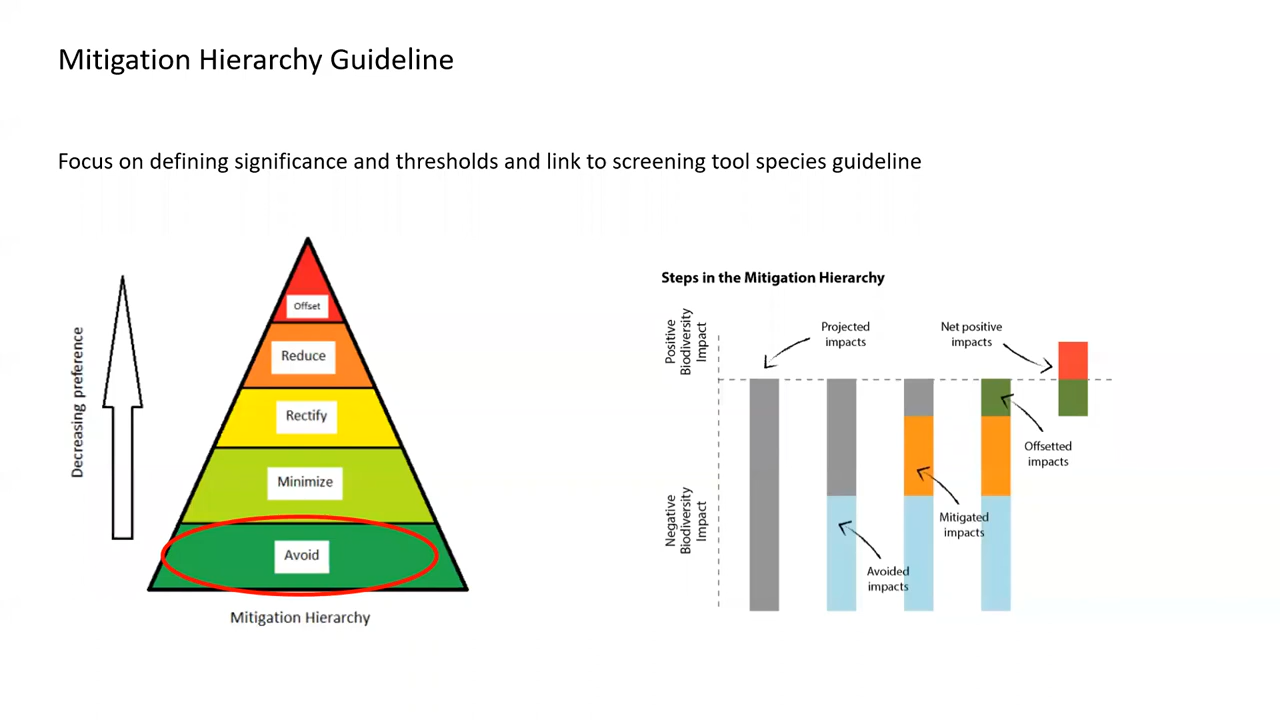 Mitigation Hierarchy Guideline
Focus on defining significance and thresholds and link to screening tool species guideline
Decreasing preference
Offset
Reduce
Rectify
Minimize
Avoid
Mitigation Hierarchy
Steps in the Mitigation Hierarchy
Positive
Biodiversity
Impact
Negative
Biodiversity
Impact
Projected
impacts
Net positive
impacts
Offsetted
impacts
Mitigated
impacts
Avoided
impacts